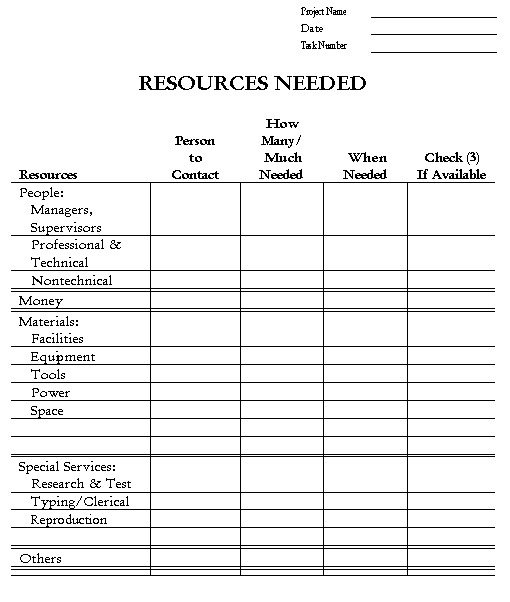 Project Name
Date
Task Number
RESOURCES NEEDED
Resources
Person
to
Contact
How
Many/
Much
Needed
When
Needed
Check (3)
If Available
People:
Managers,
Supervisors
Professional &
Technical
Nontechnical
Money
Materials:
Facilities
Equipment
Tools
Power
Space
Special Services:
Research & Test
Typing/Clerical
Reproduction
Others